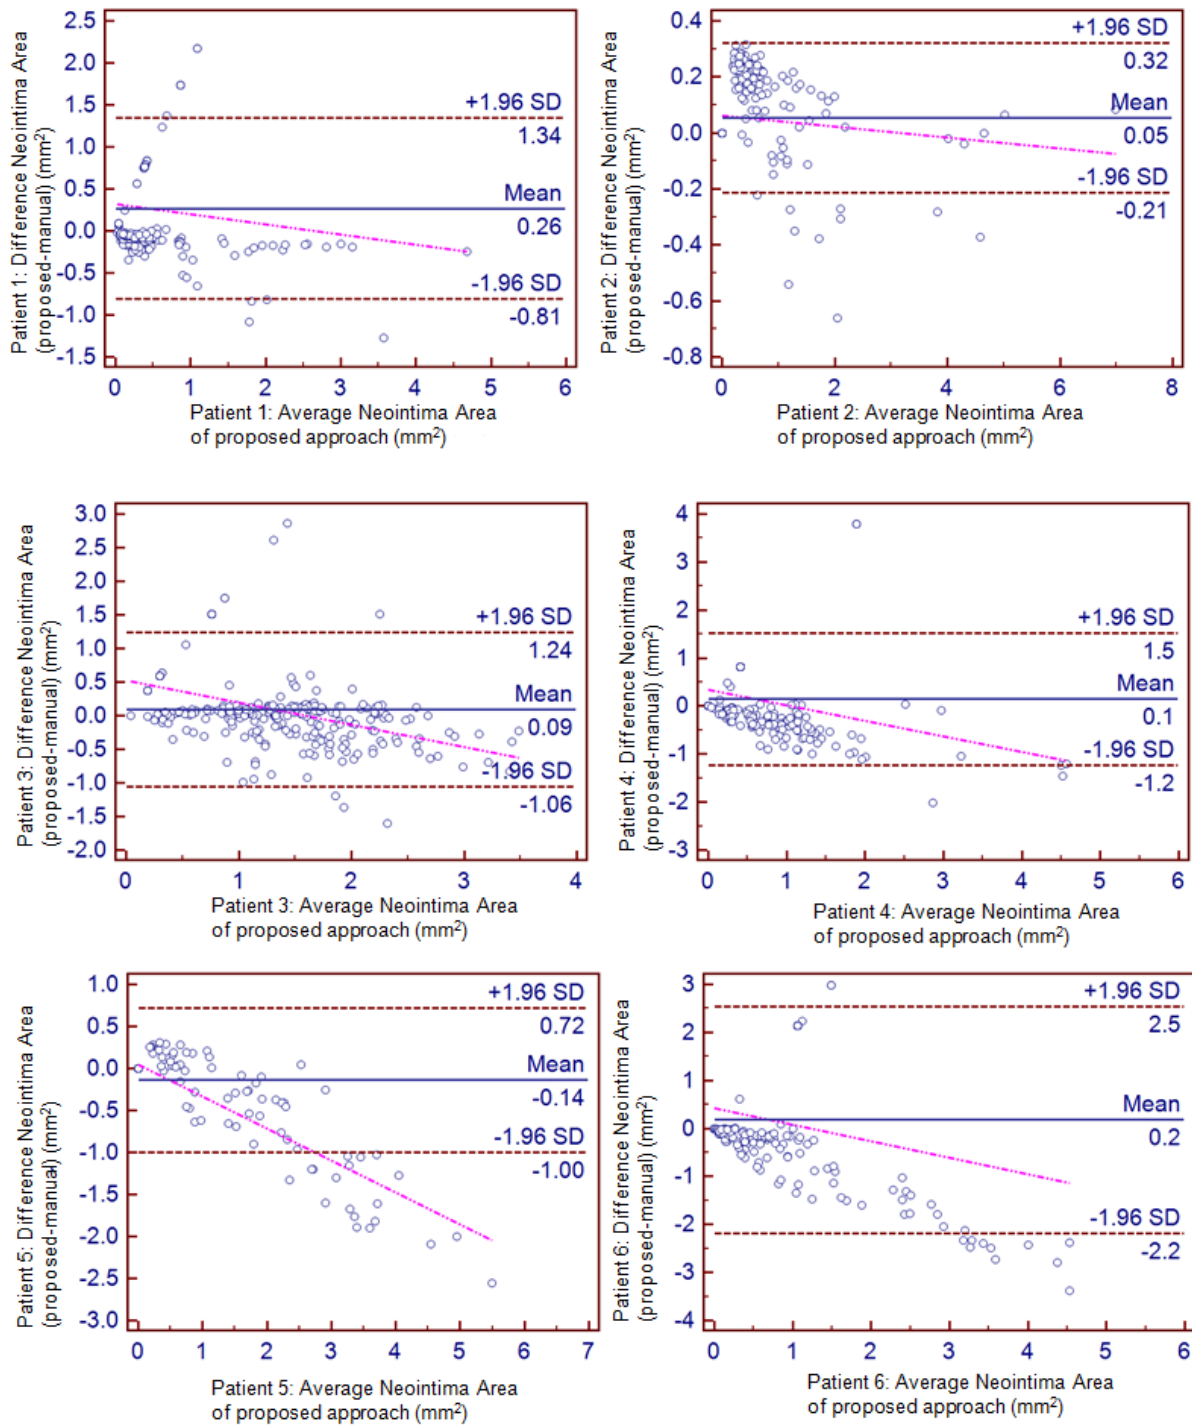 Patient 1: Difference Neointima Area
(proposed-manual) (mm²)
2.5
2.0
1.5
1.0
0.5
0.0
-0.5
-1.0
-1.5
+1.96 SD
1.34
Mean
0.26
-1.96 SD
-0.81
0 1 2 3 4 5 6
Patient 1: Average Neointima Area
of proposed approach (mm²)
Patient 2: Difference Neointima Area
(proposed-manual) (mm²)
0.4
0.2
0.0
-0.2
-0.4
-0.6
-0.8
+1.96 SD
0.32
Mean
0.05
-1.96 SD
-0.21
0 2 4 6 8
Patient 2: Average Neointima Area
of proposed approach (mm²)
Patient 3: Difference Neointima Area
(proposed-manual) (mm²)
3.0
2.5
2.0
1.5
1.0
0.5
0.0
-0.5
-1.0
-1.5
-2.0
+1.96 SD
1.24
Mean
0.09
-1.96 SD
-1.06
0 1 2 3 4
Patient 3: Average Neointima Area
of proposed approach (mm²)
Patient 4: Difference Neointima Area
(proposed-manual) (mm²)
4
3
2
1
0
-1
-2
-3
+1.96 SD
1.5
Mean
0.1
-1.96 SD
-1.2
0 1 2 3 4 5 6
Patient 4: Average Neointima Area
of proposed approach (mm²)
Patient 5: Difference Neointima Area
(proposed-manual) (mm²)
1.0
0.5
0.0
-0.5
-1.0
-1.5
-2.0
-2.5
-3.0
+1.96 SD
0.72
Mean
-0.14
-1.96 SD
-1.00
0 1 2 3 4 5 6 7
Patient 5: Average Neointima Area
of proposed approach (mm²)
Patient 6: Difference Neointima Area
(proposed-manual) (mm²)
3
2
1
0
-1
-2
-3
-4
+1.96 SD
2.5
Mean
0.2
-1.96 SD
-2.2
0 1 2 3 4 5 6
Patient 6: Average Neointima Area
of proposed approach (mm²)